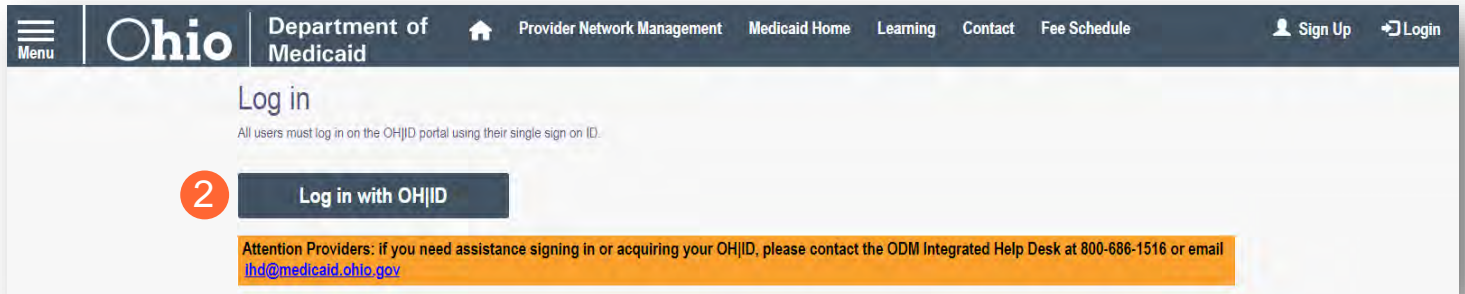 Menu
Ohio
Department of
Medicaid
Provider Network Management Medicaid Home Learning Contact Fee Schedule
Sign Up Login
Log in
All users must log in on the OH|ID portal using their single sign on ID.
2
Log in with OH|ID
Attention Providers: if you need assistance signing in or acquiring your OH|ID, please contact the ODM Integrated Help Desk at 800-686-1516 or email
ihd@medicaid.ohio.gov